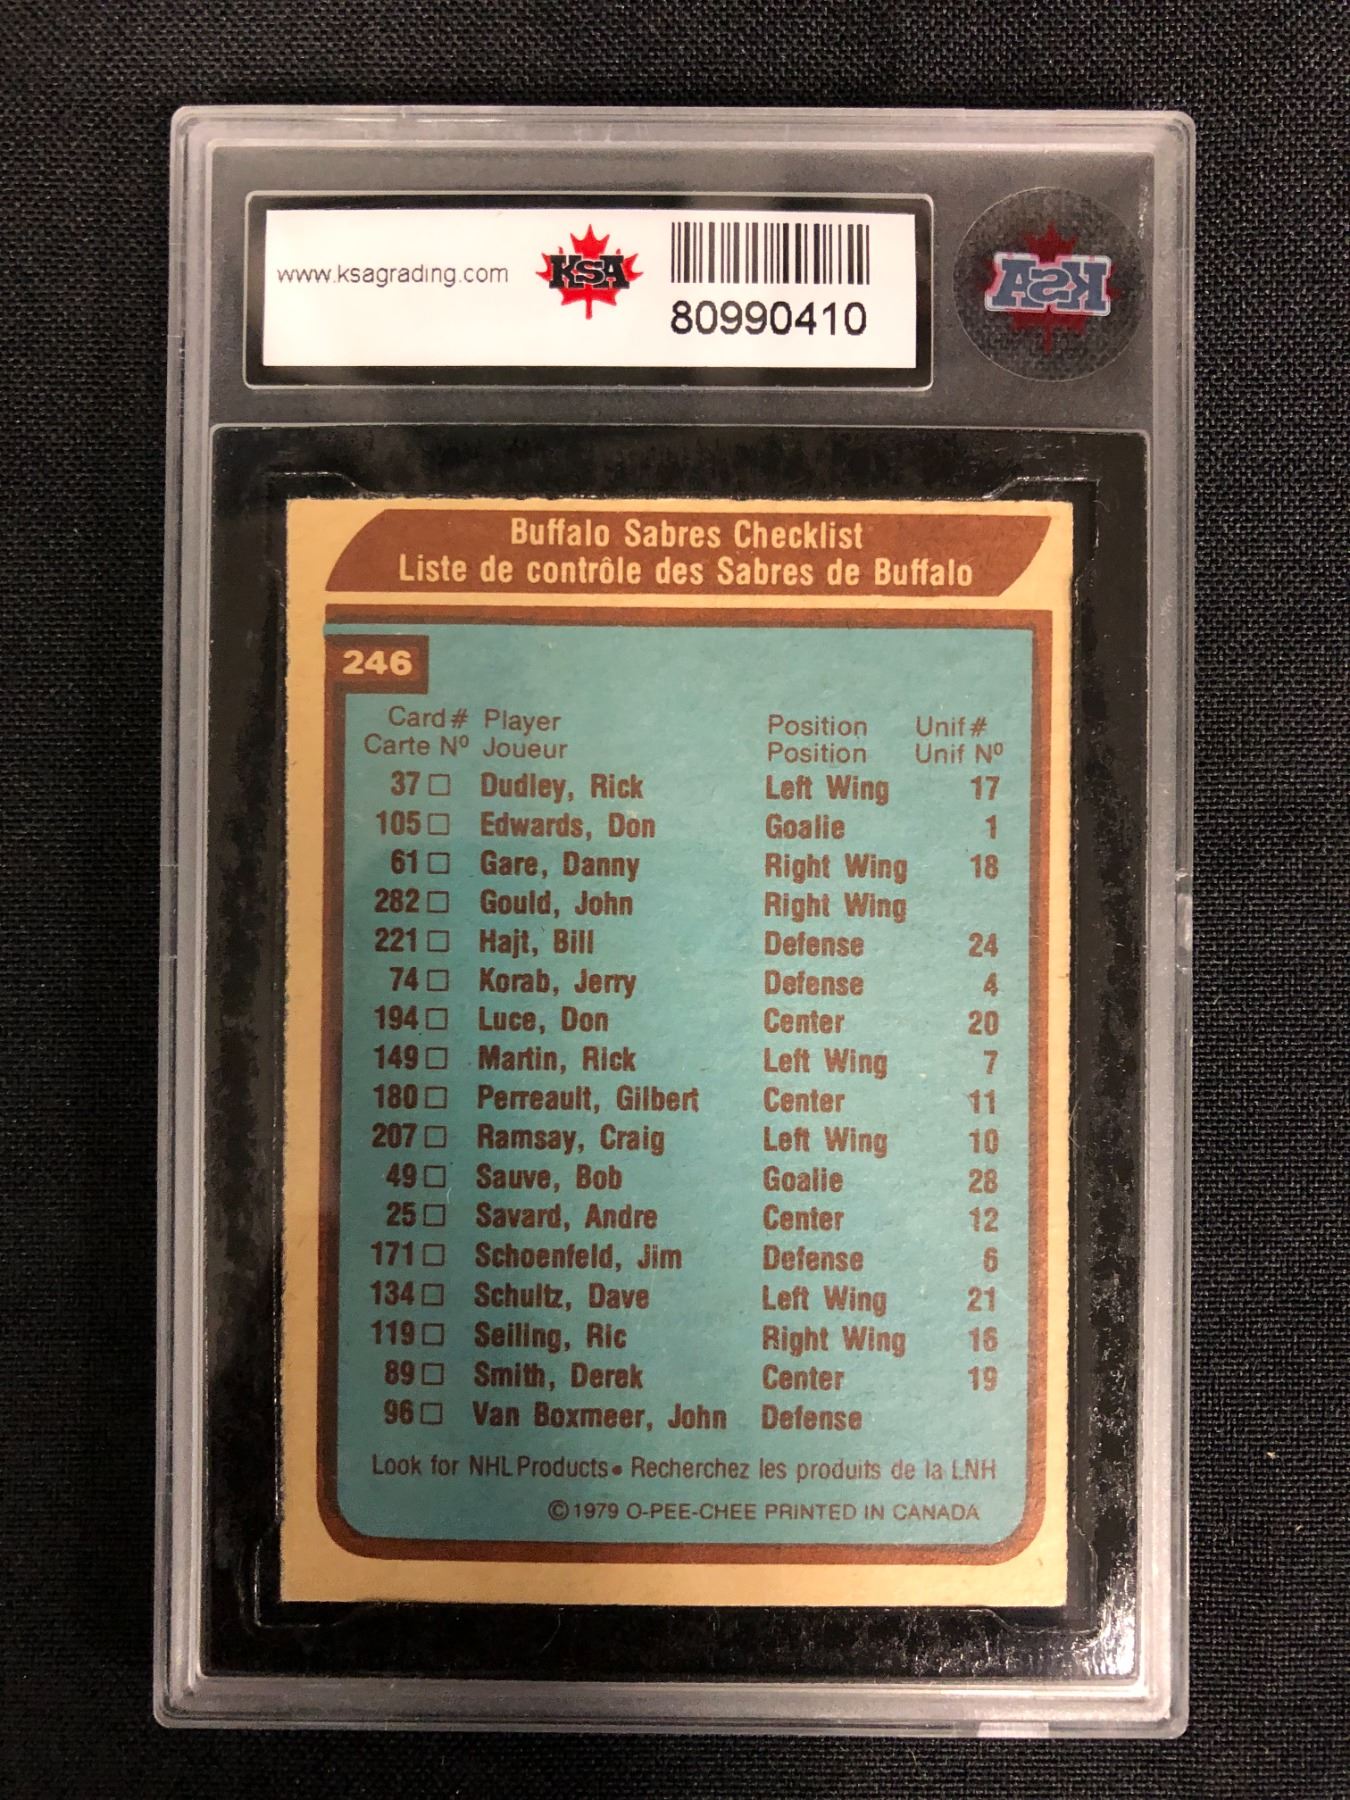 www.ksagrading.com
KSA
80990410
KSA
Buffalo Sabres Checklist
Liste de contrôle des Sabres de Buffalo
246
Card # Player Position Unif #
Carte Nº Joueur Position Unif Nº
37 □ Dudley, Rick Left Wing 17
105 □ Edwards, Don Goalie 1
61 □ Gare, Danny Right Wing 18
282 □ Gould, John Right Wing
221 □ Hajt, Bill Defense 24
74 □ Korab, Jerry Defense 4
194 □ Luce, Don Center 20
149 □ Martin, Rick Left Wing 7
180 □ Perreault, Gilbert Center 11
207 □ Ramsay, Craig Left Wing 10
49 □ Sauve, Bob Goalie 28
25 □ Savard, Andre Center 12
171 □ Schoenfeld, Jim Defense 6
134 □ Schultz, Dave Left Wing 21
119 □ Seiling, Ric Right Wing 16
89 □ Smith, Derek Center 19
96 □ Van Boxmeer, John Defense
Look for NHL Products • Recherchez les produits de la LNH
© 1979 O-PEE-CHEE PRINTED IN CANADA